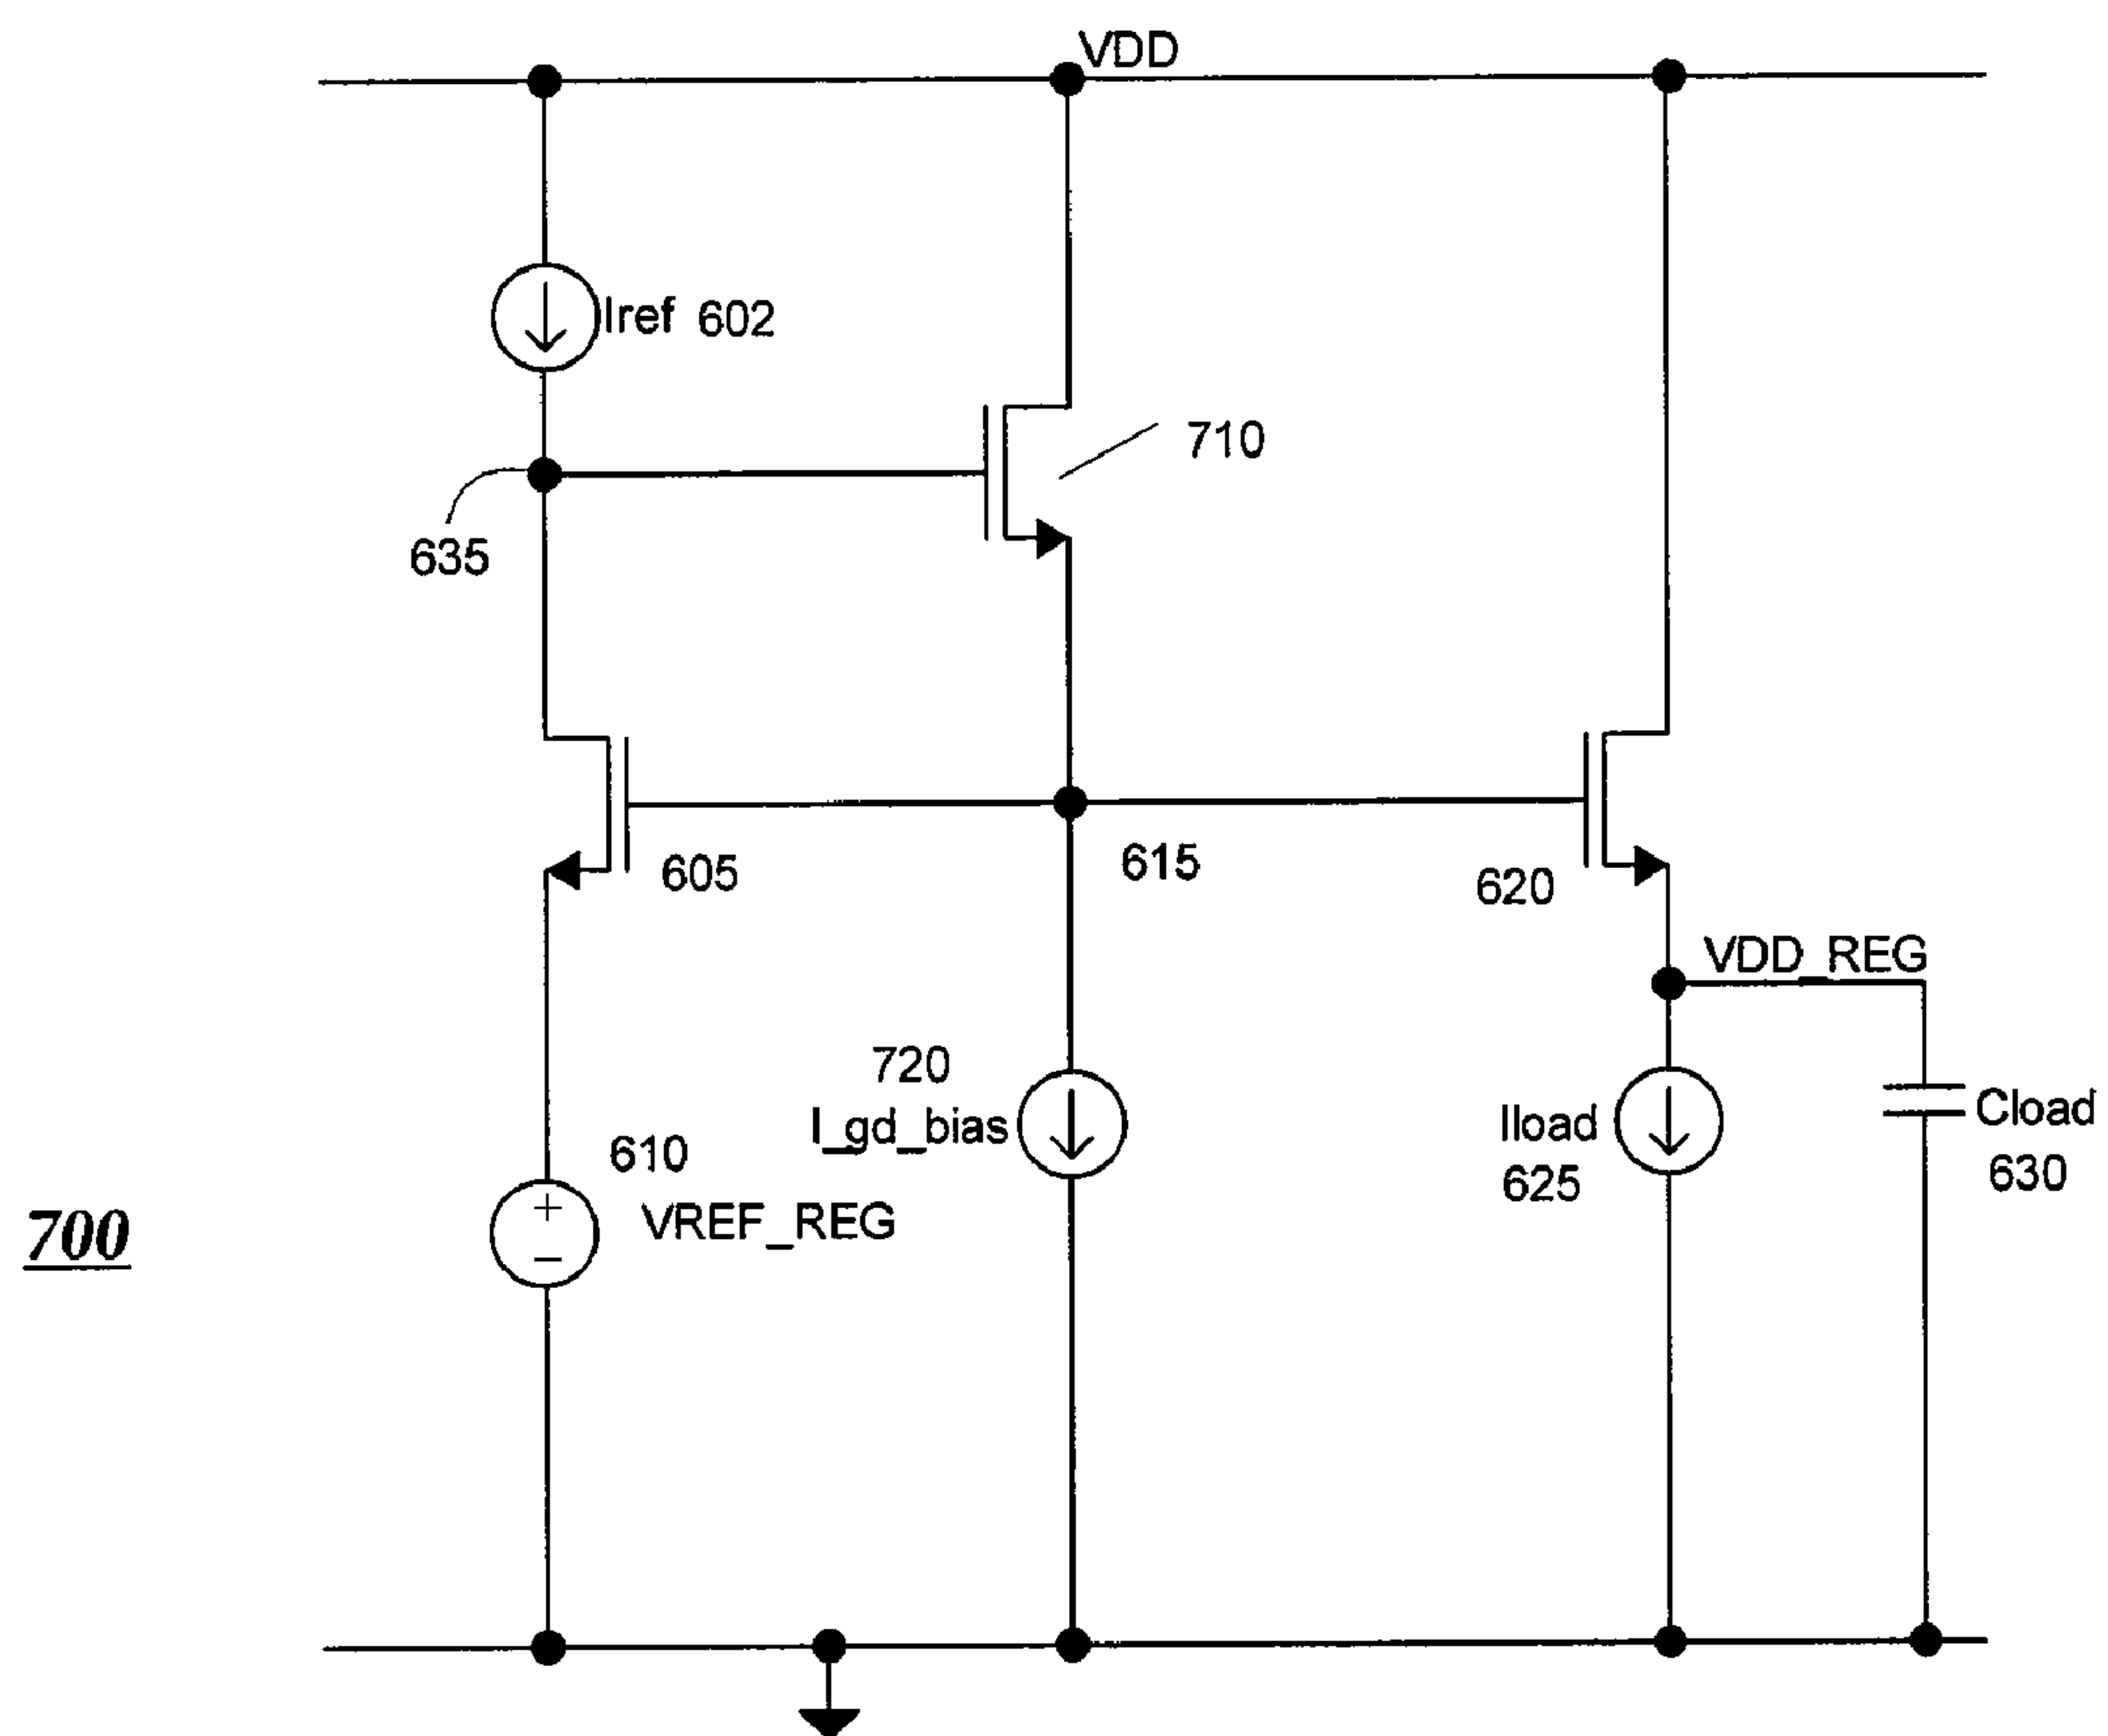 VDD
Iref 602
710
635
605
615
620
VDD_REG
720
I_gd_bias
610
VREF_REG
Iload
625
Cload
630
+
−
700